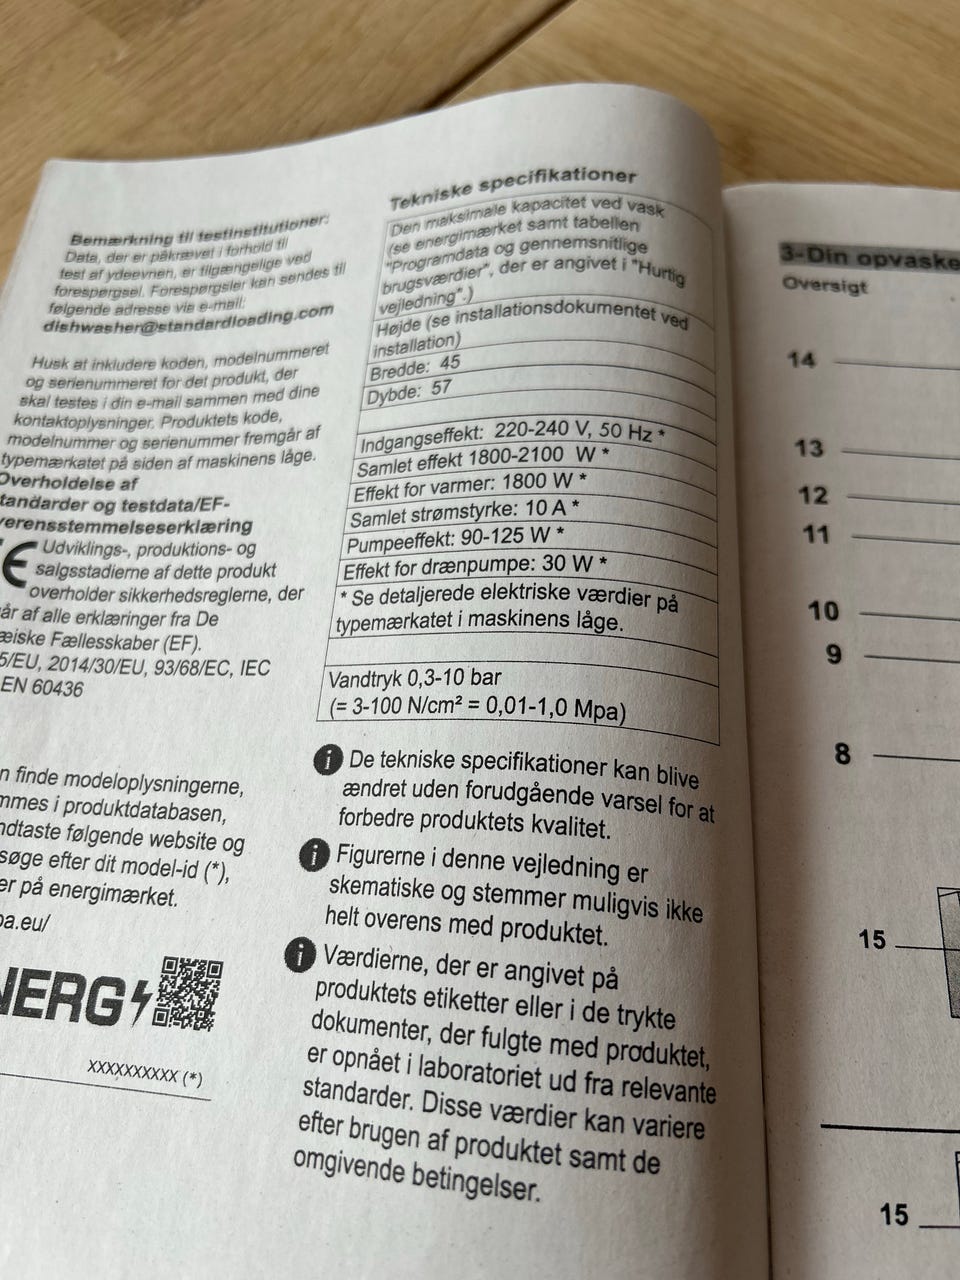 Bemærkning til testinstitutioner:
Data, der er påkrævet i forhold til
test af ydeevnen, er tilgængelige ved
forespørgsel. Forespørgsler kan sendes til
følgende adresse via e-mail:
dishwasher@standardloading.com
Husk at inkludere koden, modelnummeret
og serienummeret for det produkt, der
skal testes i din e-mail sammen med dine
kontaktoplysninger. Produktets kode,
modelnummer og serienummer fremgår af
typemærkatet på siden af maskinens låge.
Overholdelse af
tandarder og testdata/EF-
verensstemmelseserklæring
CE Udviklings-, produktions- og
salgsstadierne af dette produkt
overholder sikkerhedsreglerne, der
år af alle erklæringer fra De
æiske Fællesskaber (EF).
5/EU, 2014/30/EU, 93/68/EC, IEC
EN 60436
n finde modeloplysningerne,
mmes i produktdatabasen,
ndtaste følgende website og
søge efter dit model-id (*),
er på energimærket.
pa.eu/
NERG
XXXXXXXXXX (*)
Tekniske specifikationer
Den maksimale kapacitet ved vask
(se energimærket samt tabellen
"Programdata og gennemsnitlige
brugsværdier", der er angivet i "Hurtig
vejledning".)
Højde (se installationsdokumentet ved
installation)
Bredde: 45
Dybde: 57
Indgangseffekt: 220-240 V, 50 Hz *
Samlet effekt 1800-2100 W *
Effekt for varmer: 1800 W *
Samlet strømstyrke: 10 A *
Pumpeeffekt: 90-125 W *
Effekt for drænpumpe: 30 W *
* Se detaljerede elektriske værdier på
typemærkatet i maskinens låge.
Vandtryk 0,3-10 bar
(= 3-100 N/cm² = 0,01-1,0 Mpa)
i De tekniske specifikationer kan blive
ændret uden forudgående varsel for at
forbedre produktets kvalitet.
i Figurerne i denne vejledning er
skematiske og stemmer muligvis ikke
helt overens med produktet.
i Værdierne, der er angivet på
produktets etiketter eller i de trykte
dokumenter, der fulgte med produktet,
er opnået i laboratoriet ud fra relevante
standarder. Disse værdier kan variere
efter brugen af produktet samt de
omgivende betingelser.
3-Din opvaske
Oversigt
14
13
12
11
10
9
8
15
15